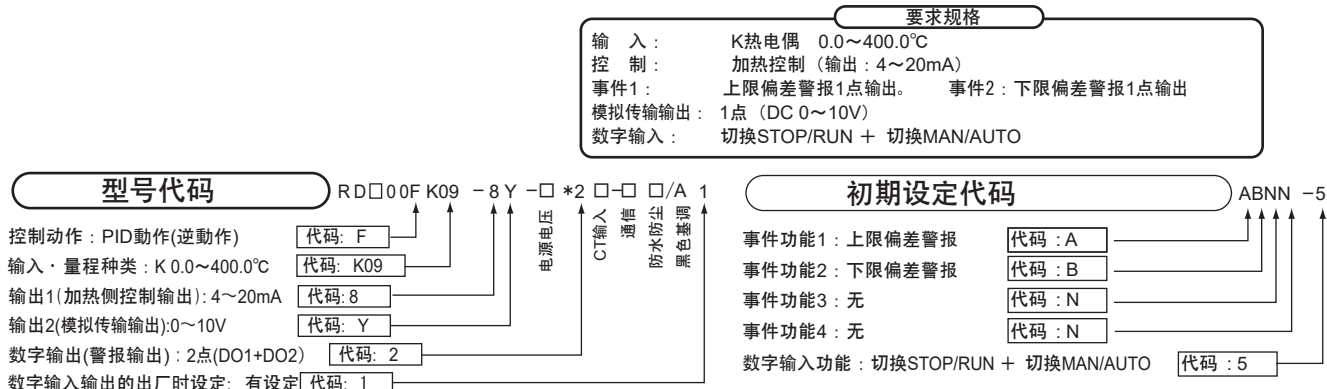 要求规格
输 入： K热电偶 0.0～400.0℃
控 制： 加热控制（输出：4～20mA）
事件1： 上限偏差警报1点输出。 事件2：下限偏差警报1点输出
模拟传输输出： 1点（DC 0～10V）
数字输入： 切换STOP/RUN ＋ 切换MAN/AUTO
型号代码 RD□00F K09 －8 Y －□ *2 □－□ □/A 1
电源电压
CT输入
通信
防水防尘
黑色基调
控制动作：PID動作(逆動作) 代码: F
输入・量程种类：K 0.0～400.0℃ 代码: K09
输出1(加热侧控制输出)：4～20mA 代码: 8
输出2(模拟传输输出):0～10V 代码: Y
数字输出(警报输出)：2点(DO1+DO2） 代码: 2
数字输入输出的出厂时设定: 有设定 代码: 1
初期设定代码 ABNN －5
事件功能1：上限偏差警报 代码：A
事件功能2：下限偏差警报 代码：B
事件功能3：无 代码：N
事件功能4：无 代码：N
数字输入功能：切换STOP/RUN ＋ 切换MAN/AUTO 代码：5